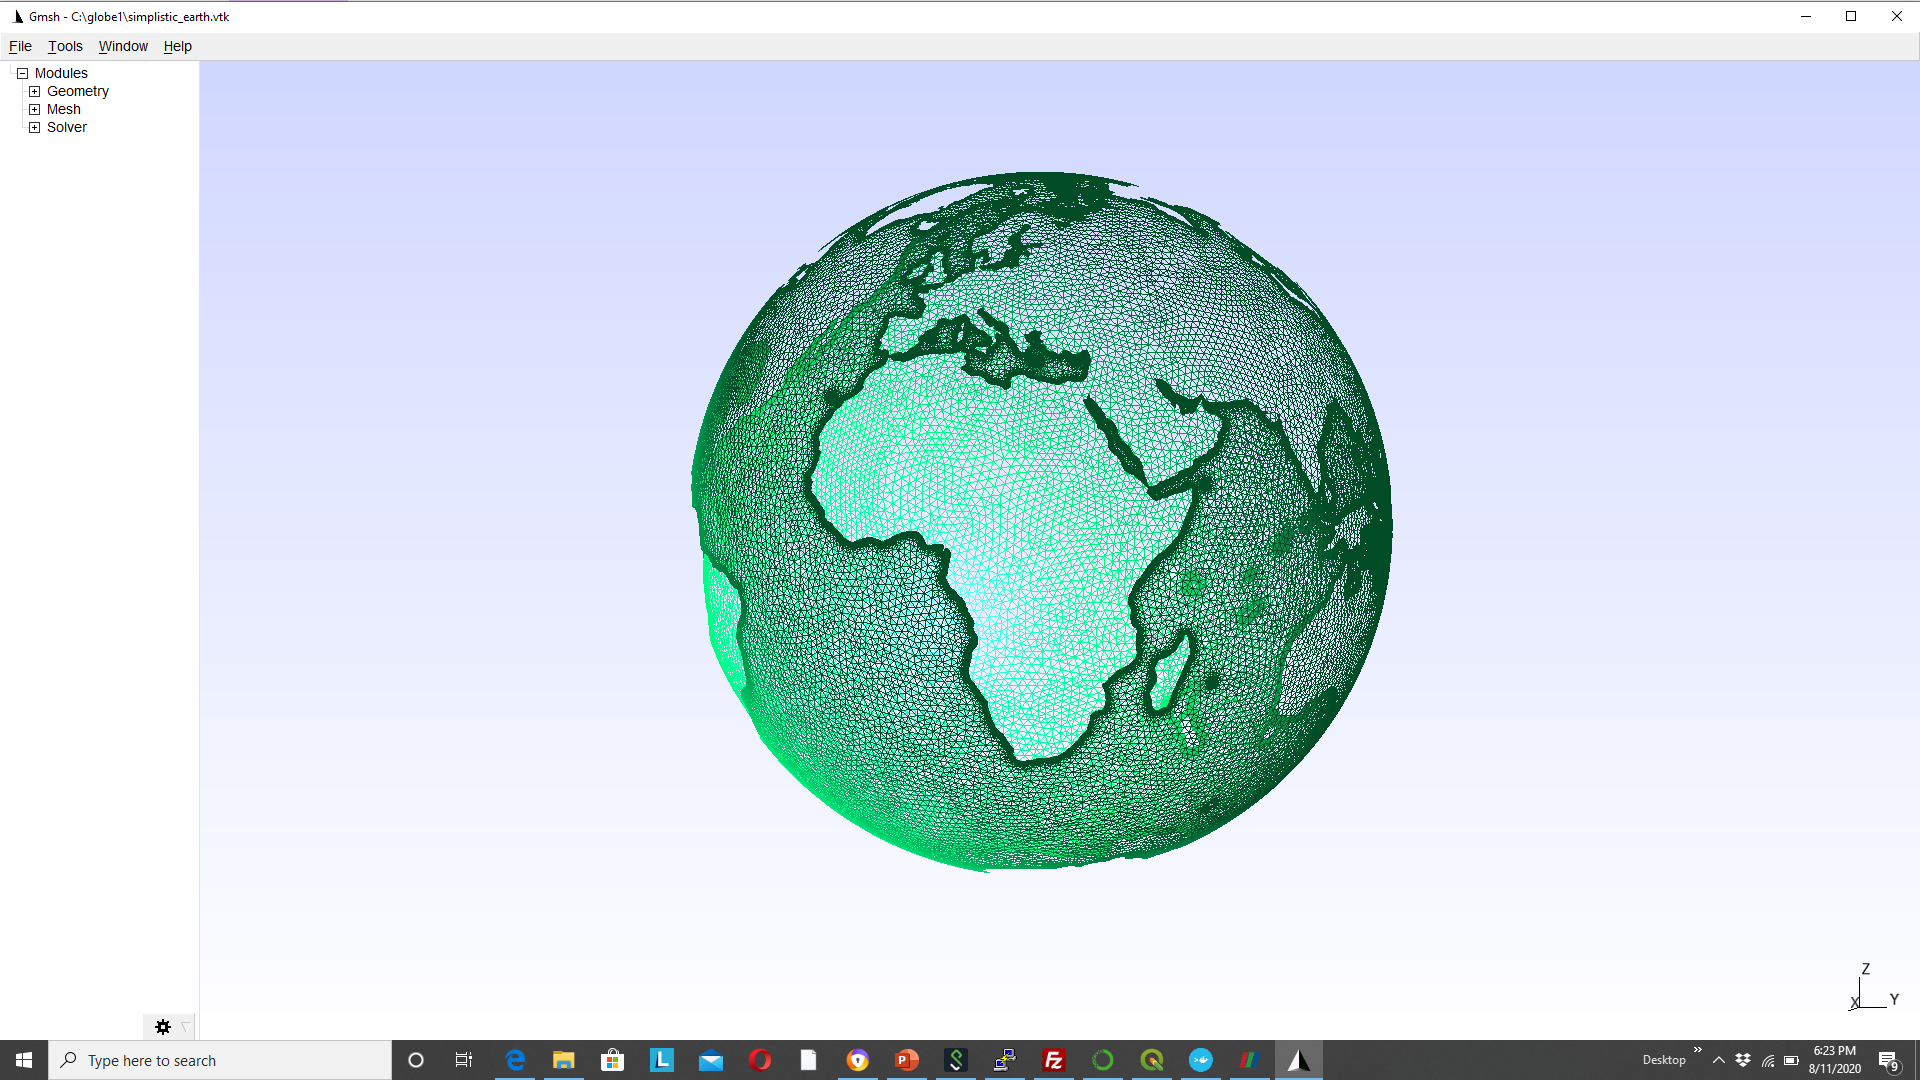 Gmsh - C:\globe1\simplistic_earth.vtk
File Tools Window Help
Modules
Geometry
Mesh
Solver
Z
X Y
Type here to search
L
P
Fz
Desktop
6:23 PM
8/11/2020
9